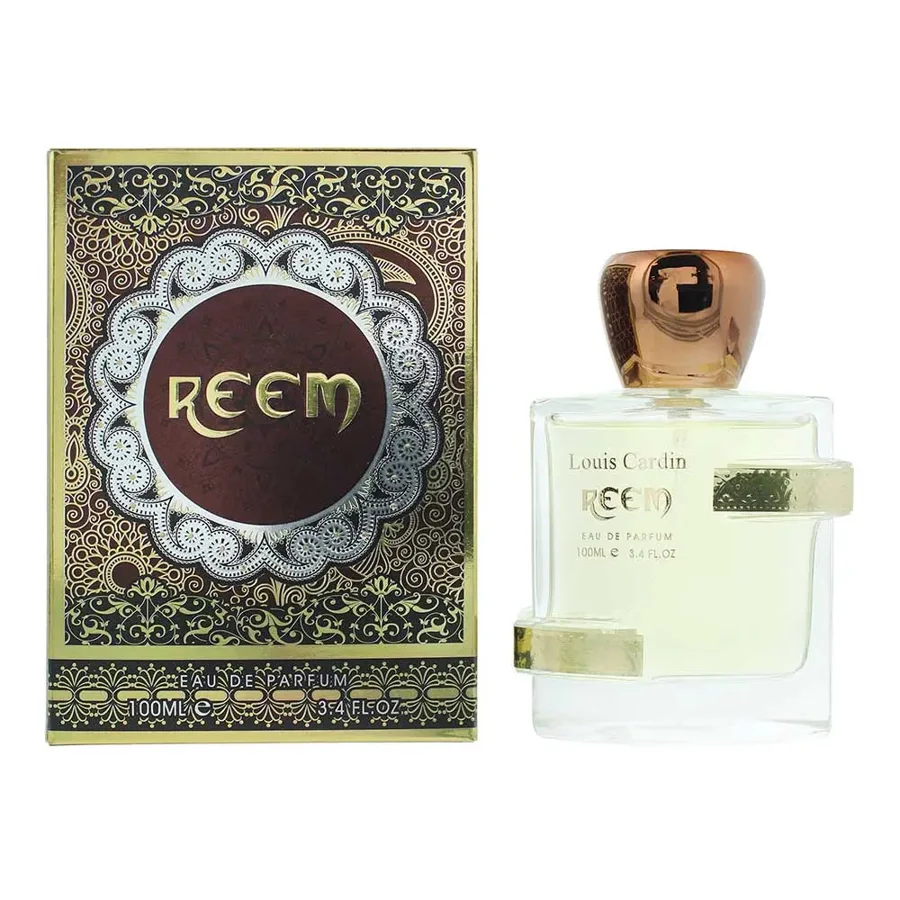 REEM
EAU DE PARFUM
100ML e 3.4 FL.OZ.
Louis Cardin
REEM
EAU DE PARFUM
100ML e 3.4 FL.OZ